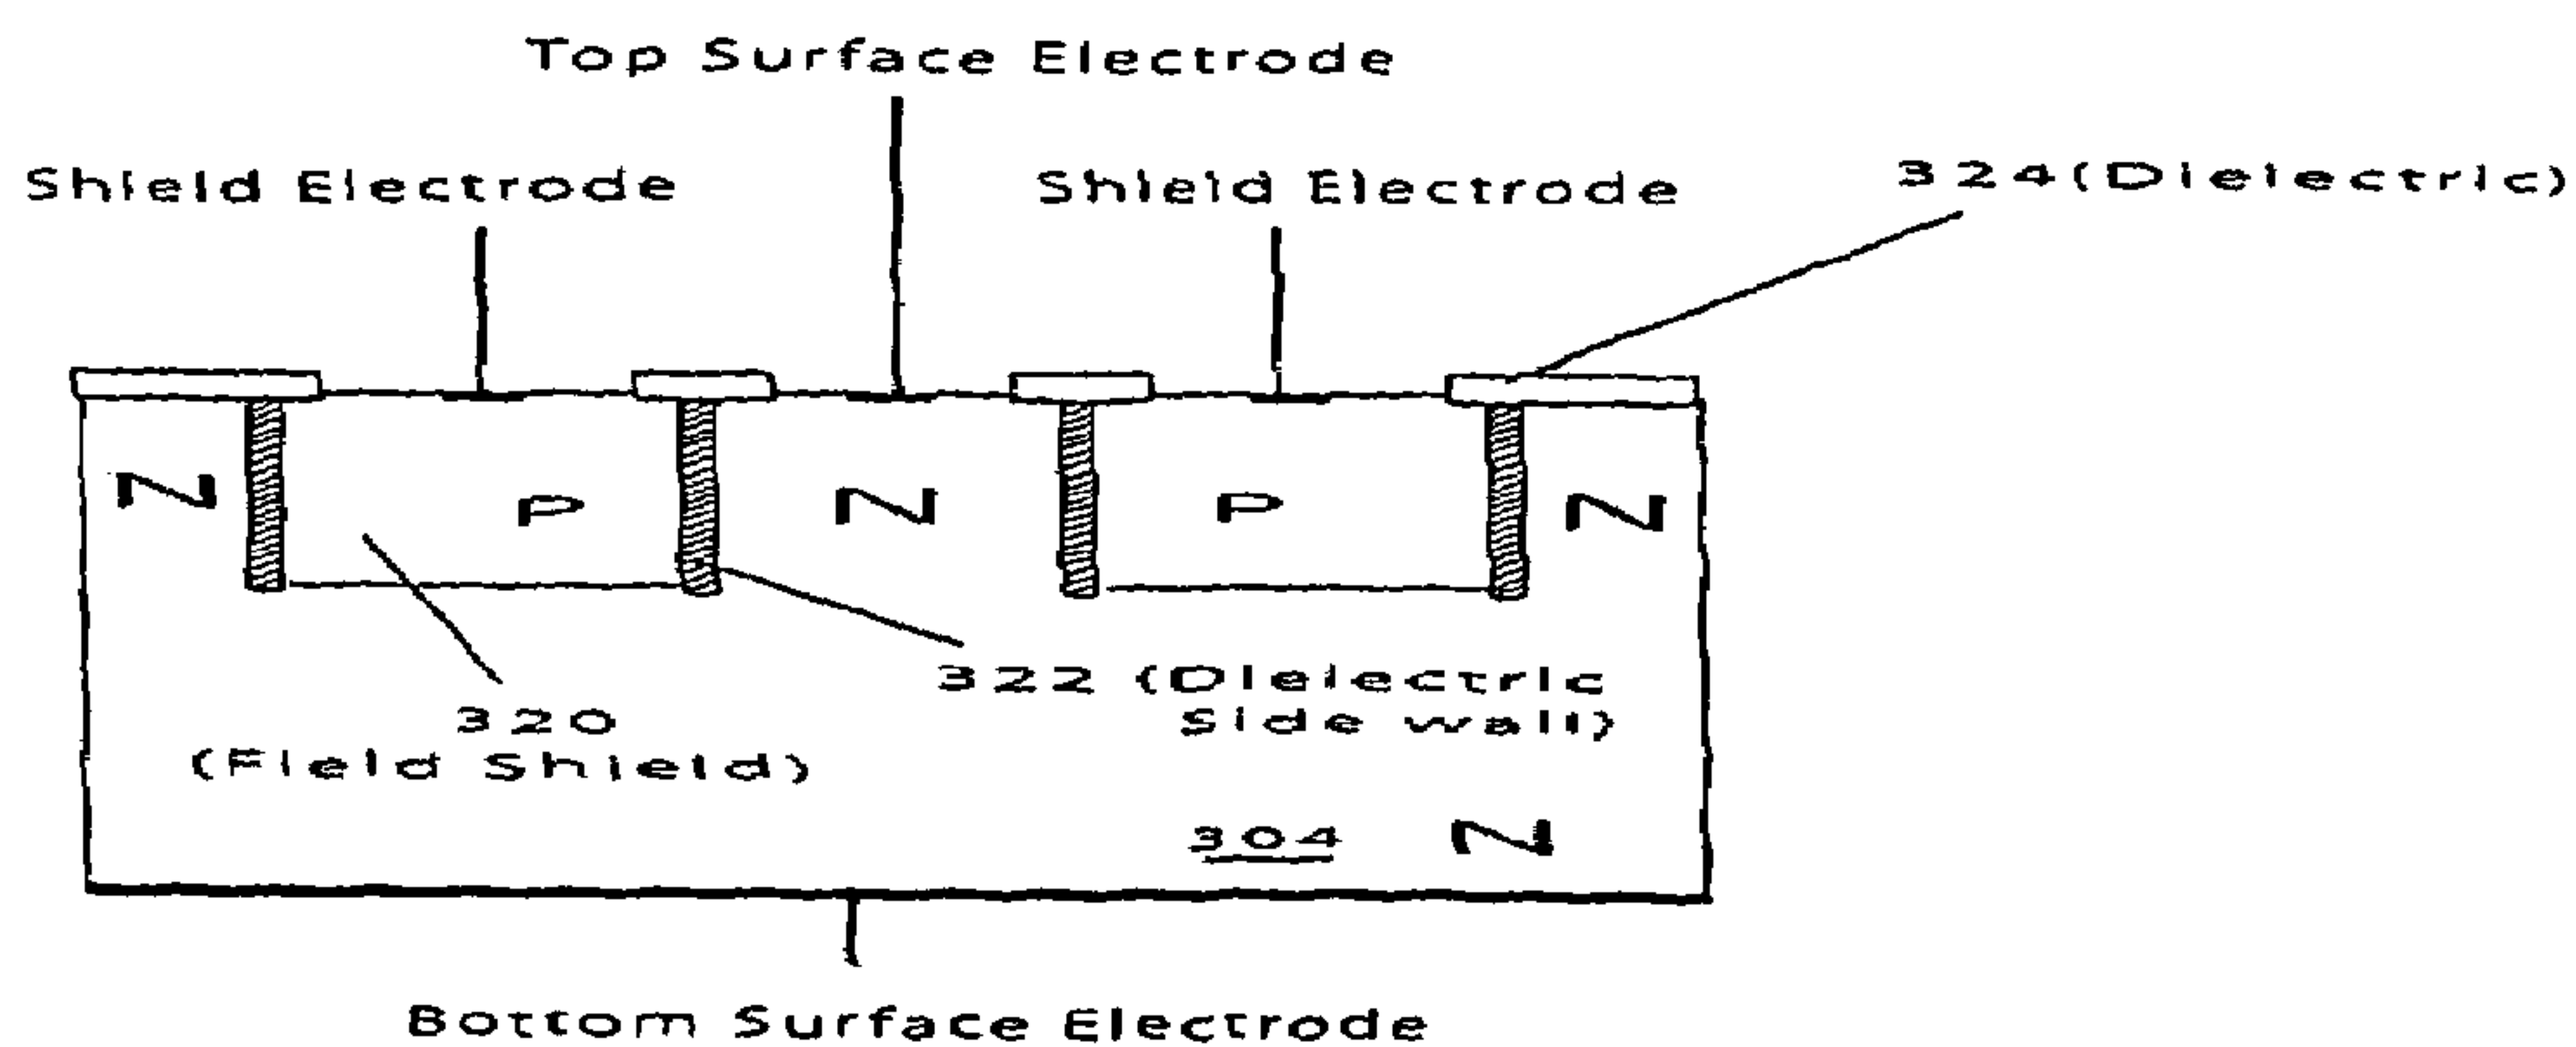 Top Surface Electrode
Shield Electrode
Shield Electrode
324(Dielectric)
N
P
N
P
N
322 (Dielectric
Side wall)
320
(Field Shield)
304
N
Bottom Surface Electrode